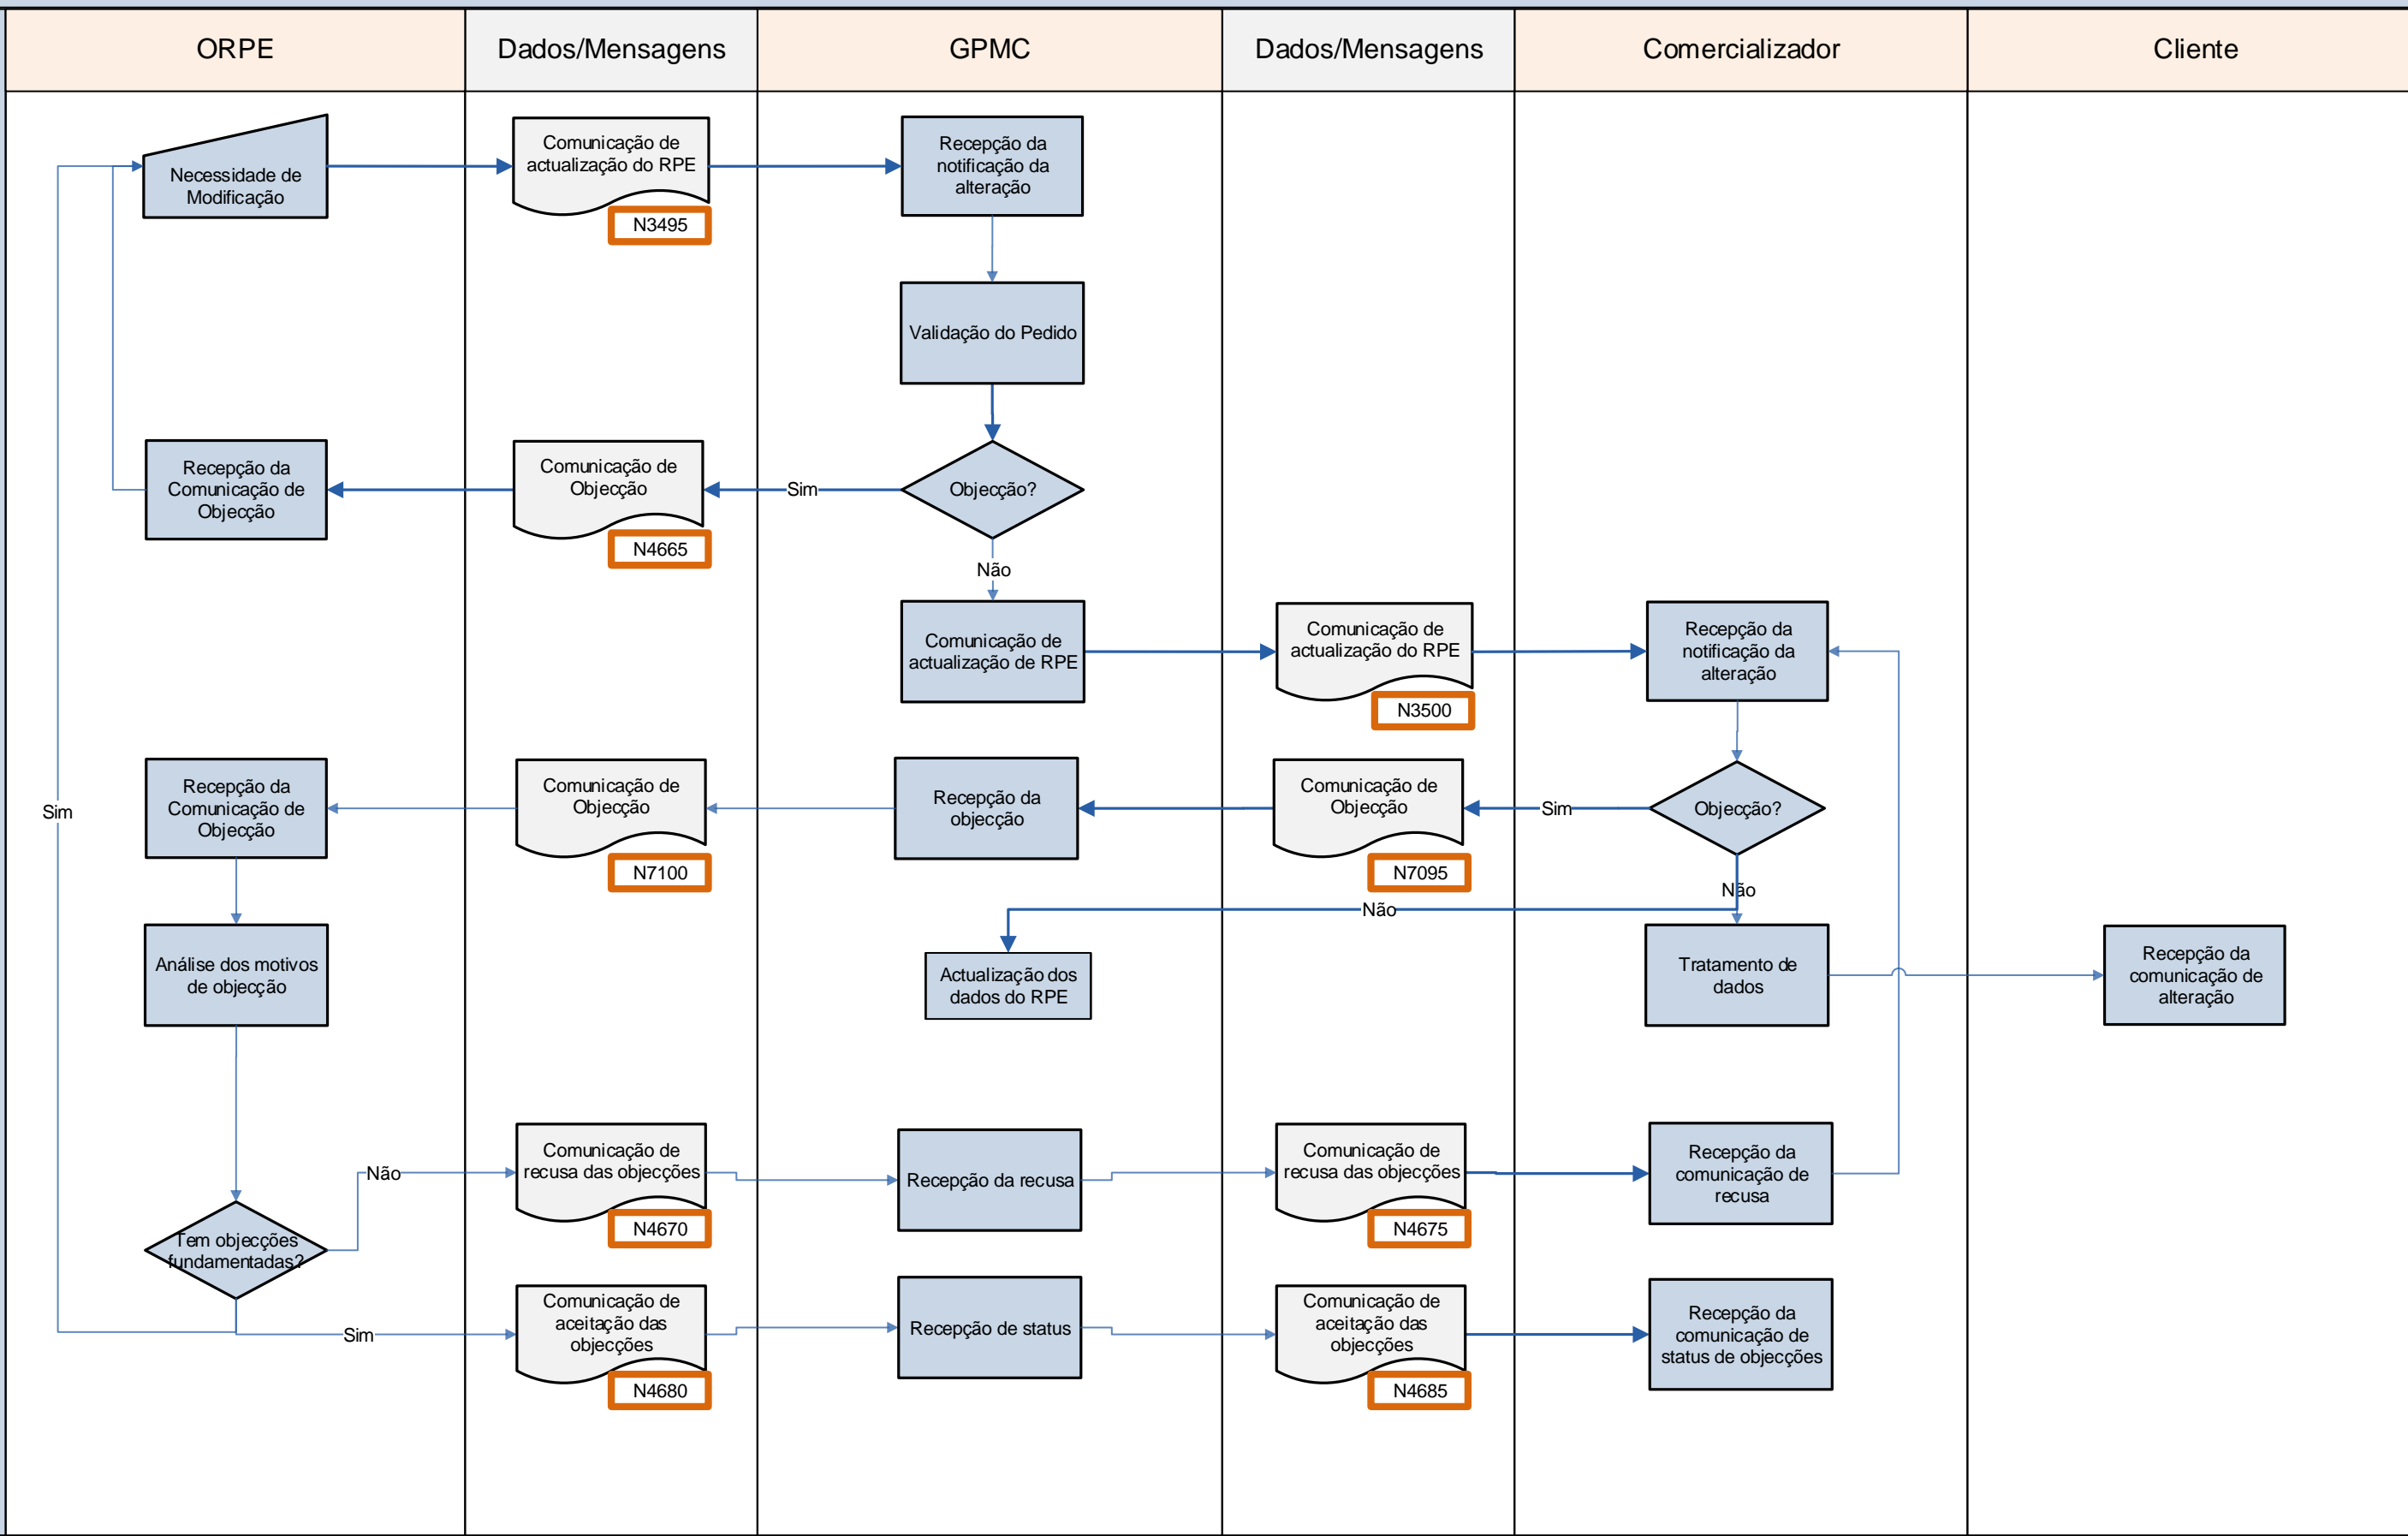 ORPE
Dados/Mensagens
GPMC
Dados/Mensagens
Comercializador
Cliente
Necessidade de
Modificação
Comunicação de
actualização do RPE
N3495
Recepção da
notificação da
alteração
Validação do Pedido
Objecção?
Sim
Comunicação de
Objecção
N4665
Recepção da
Comunicação de
Objecção
Não
Comunicação de
actualização de RPE
Comunicação de
actualização do RPE
N3500
Recepção da
notificação da
alteração
Objecção?
Sim
Comunicação de
Objecção
N7095
Recepção da
objecção
Comunicação de
Objecção
N7100
Recepção da
Comunicação de
Objecção
Sim
Não
Não
Actualização dos
dados do RPE
Tratamento de
dados
Recepção da
comunicação de
alteração
Análise dos motivos
de objecção
Tem objecções
fundamentadas?
Não
Comunicação de
recusa das objecções
N4670
Recepção da recusa
Comunicação de
recusa das objecções
N4675
Recepção da
comunicação de
recusa
Sim
Comunicação de
aceitação das
objecções
N4680
Recepção de status
Comunicação de
aceitação das
objecções
N4685
Recepção da
comunicação de
status de objecções